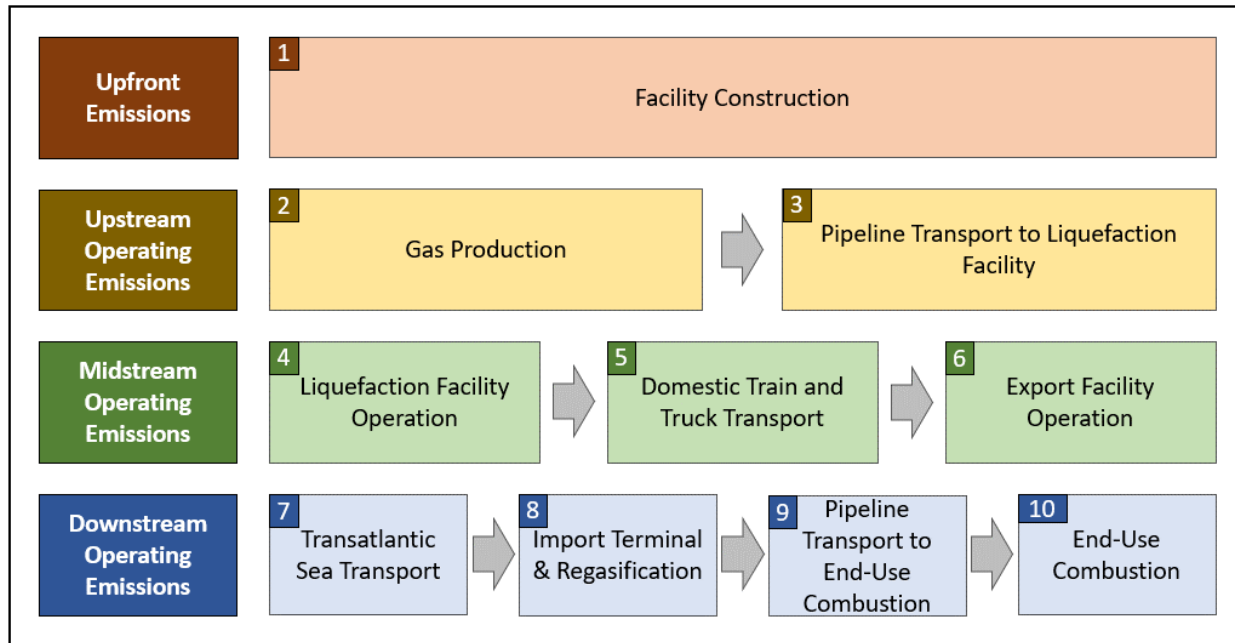 Upfront
Emissions
1
Facility Construction
Upstream
Operating
Emissions
2
Gas Production
3
Pipeline Transport to Liquefaction
Facility
Midstream
Operating
Emissions
4
Liquefaction Facility
Operation
5
Domestic Train and
Truck Transport
6
Export Facility
Operation
Downstream
Operating
Emissions
7
Transatlantic
Sea Transport
8
Import Terminal
& Regasification
9
Pipeline
Transport to
End-Use
Combustion
10
End-Use
Combustion